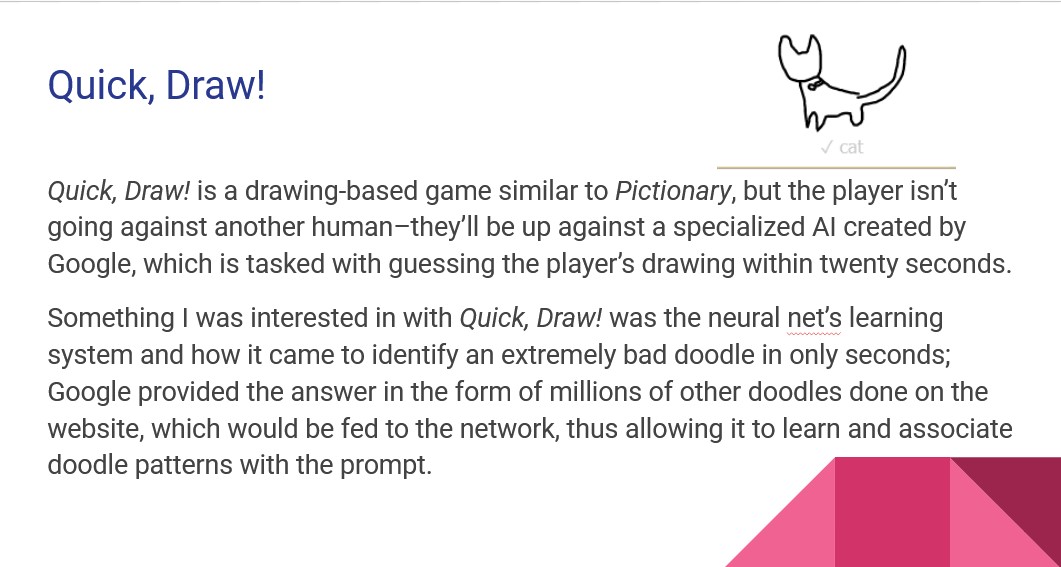 Quick, Draw!
✓ cat
Quick, Draw! is a drawing-based game similar to Pictionary, but the player isn’t
going against another human–they’ll be up against a specialized AI created by
Google, which is tasked with guessing the player’s drawing within twenty seconds.
Something I was interested in with Quick, Draw! was the neural net’s learning
system and how it came to identify an extremely bad doodle in only seconds;
Google provided the answer in the form of millions of other doodles done on the
website, which would be fed to the network, thus allowing it to learn and associate
doodle patterns with the prompt.